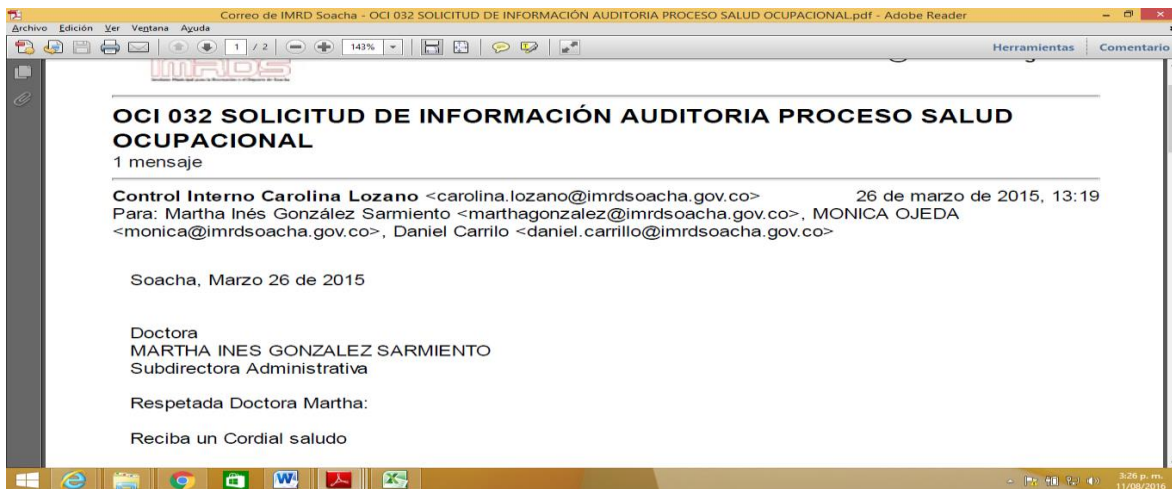 Correo de IMRD Soacha - OCI 032 SOLICITUD DE INFORMACIÓN AUDITORIA PROCESO SALUD OCUPACIONAL.pdf - Adobe Reader
Archivo Edición Ver Ventana Ayuda
1 / 2 143% Herramientas Comentario
IMRDS
OCI 032 SOLICITUD DE INFORMACIÓN AUDITORIA PROCESO SALUD
OCUPACIONAL
1 mensaje
Control Interno Carolina Lozano <carolina.lozano@imrdsoacha.gov.co> 26 de marzo de 2015, 13:19
Para: Martha Inés González Sarmiento <marthagonzalez@imrdsoacha.gov.co>, MONICA OJEDA
<monica@imrdsoacha.gov.co>, Daniel Carrilo <daniel.carrillo@imrdsoacha.gov.co>
Soacha, Marzo 26 de 2015
Doctora
MARTHA INES GONZALEZ SARMIENTO
Subdirectora Administrativa
Respetada Doctora Martha:
Reciba un Cordial saludo
3:26 p. m.
11/08/2016